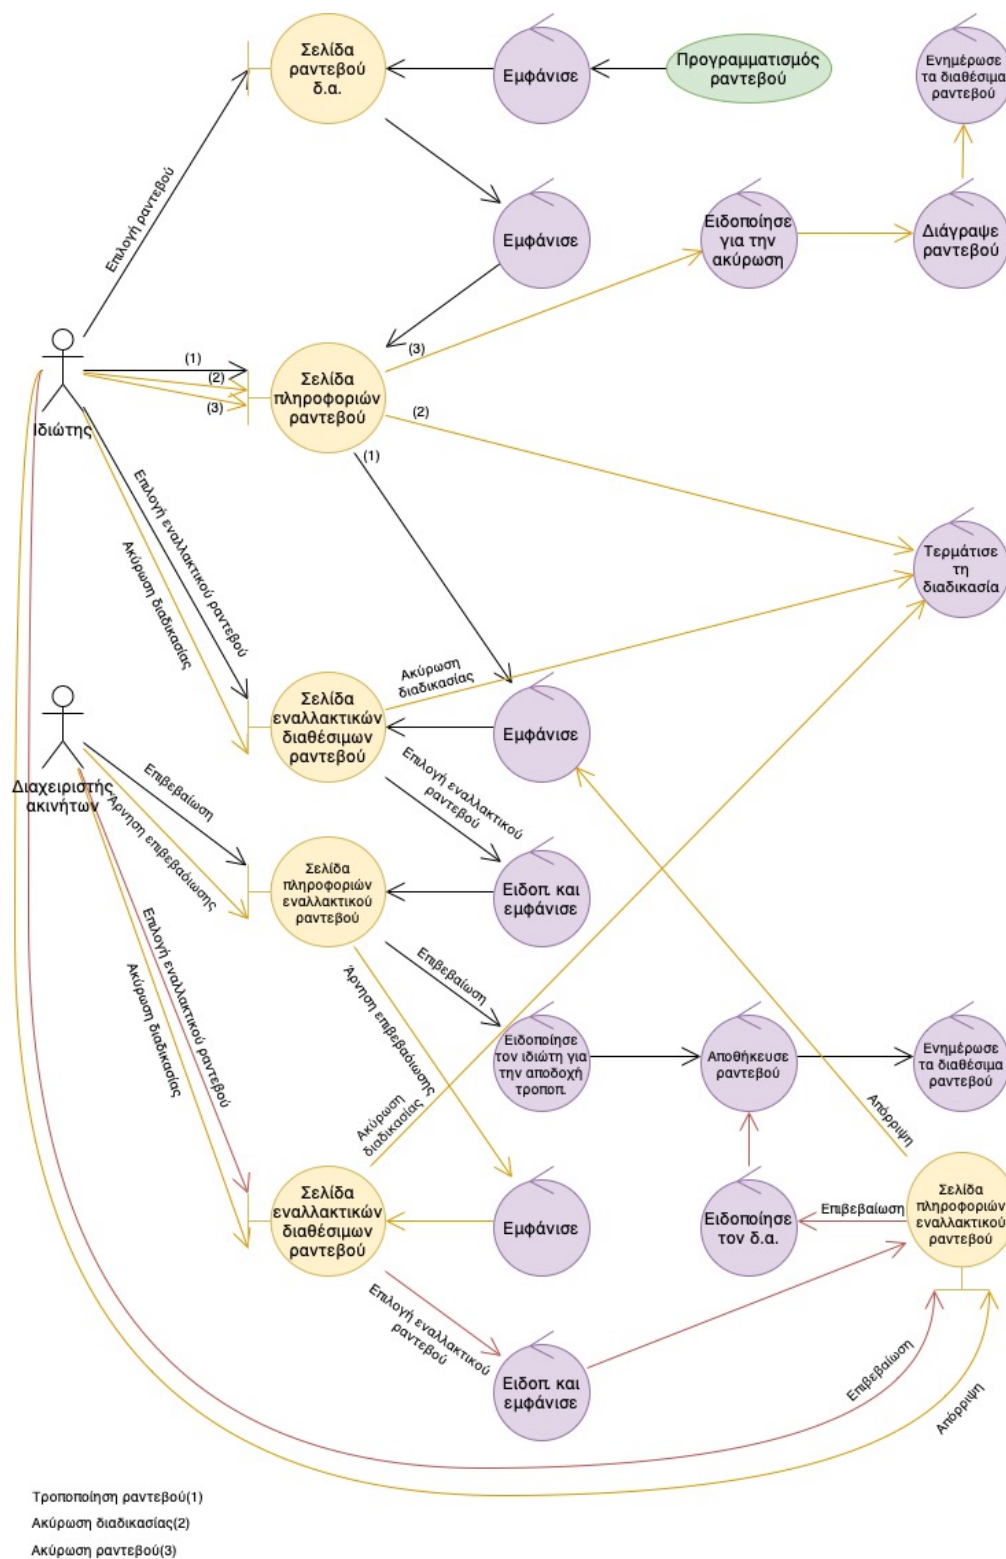 Σελίδα
ραντεβού
δ.α.
Εμφάνισε
Προγραμματισμός
ραντεβού
Ενημέρωσε
τα διαθέσιμα
ραντεβού
Επιλογή ραντεβού
Εμφάνισε
Ειδοποίησε
για την
ακύρωση
Διάγραψε
ραντεβού
Ιδιώτης
(1)
(2)
(3)
Σελίδα
πληροφοριών
ραντεβού
(3)
(2)
(1)
Επιλογή εναλλακτικού ραντεβού
Ακύρωση διαδικασίας
Τερμάτισε
τη
διαδικασία
Ακύρωση
διαδικασίας
Σελίδα
εναλλακτικών
διαθέσιμων
ραντεβού
Εμφάνισε
Διαχειριστής
ακινήτων
Επιβεβαίωση
Άρνηση επιβεβαόιωσης
Επιλογή εναλλακτικού
ραντεβού
Σελίδα
πληροφοριών
εναλλακτικού
ραντεβού
Ειδοπ. και
εμφάνισε
Επιλογή εναλλακτικού ραντεβού
Ακύρωση διαδικασίας
Επιβεβαίωση
Άρνηση επιβεβαόιωσης
Ειδοποίησε
τον ιδιώτη για
την αποδοχή
τροποπ.
Αποθήκευσε
ραντεβού
Ενημέρωσε
τα διαθέσιμα
ραντεβού
Ακύρωση
διαδικασίας
Απόρριψη
Σελίδα
εναλλακτικών
διαθέσιμων
ραντεβού
Εμφάνισε
Ειδοποίησε
τον δ.α.
Επιβεβαίωση
Σελίδα
πληροφοριών
εναλλακτικού
ραντεβού
Επιλογή εναλλακτικού
ραντεβού
Ειδοπ. και
εμφάνισε
Επιβεβαίωση
Απόρριψη
Τροποποίηση ραντεβού(1)
Ακύρωση διαδικασίας(2)
Ακύρωση ραντεβού(3)